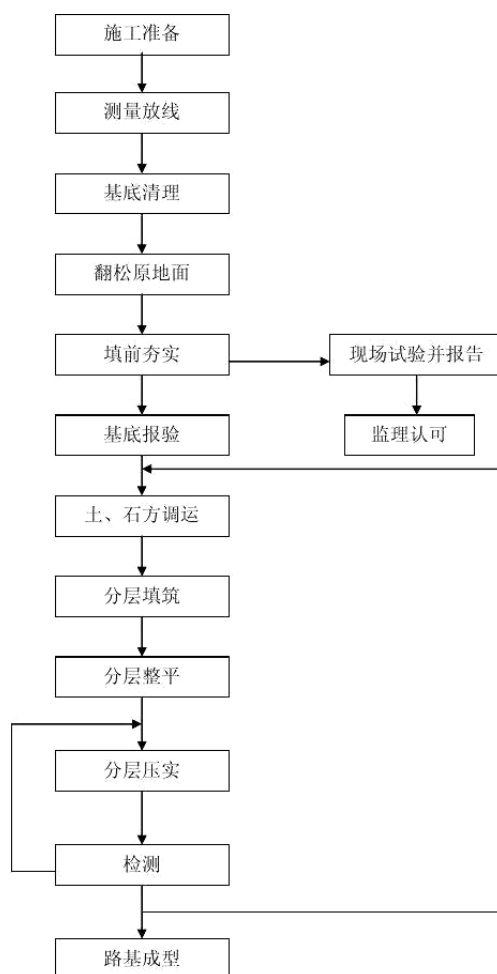 施工准备
测量放线
基底清理
翻松原地面
填前夯实
现场试验并报告
基底报验
监理认可
土、石方调运
分层填筑
分层整平
分层压实
检测
路基成型